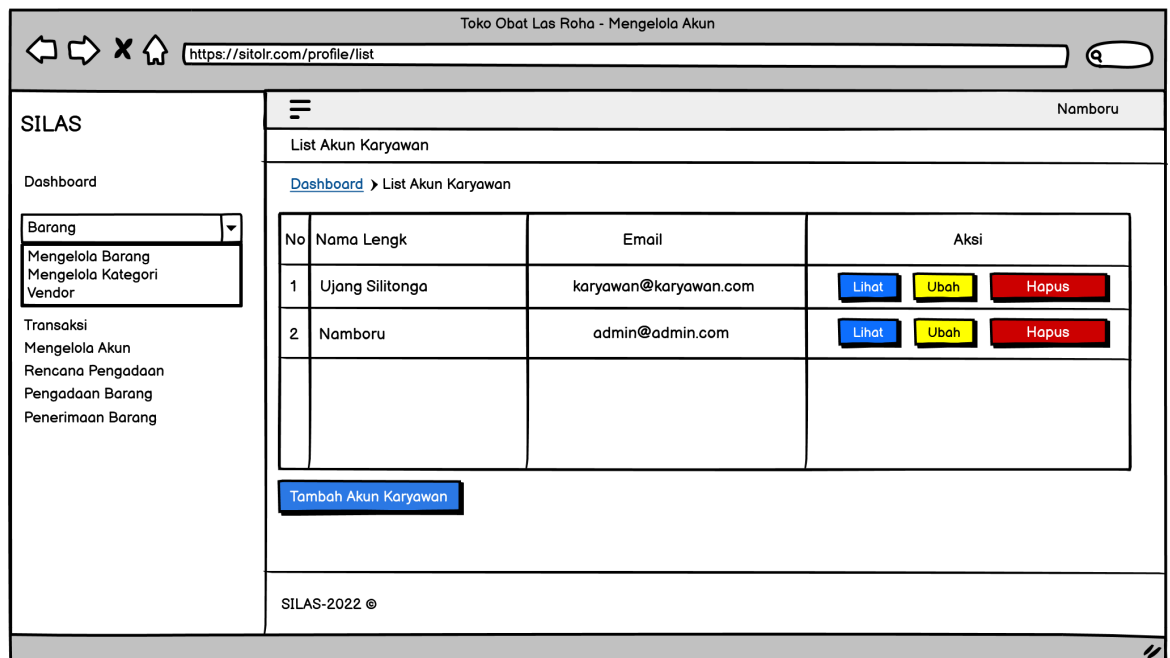 Toko Obat Las Roha - Mengelola Akun
https://sitolr.com/profile/list
SILAS
Namboru
List Akun Karyawan
Dashboard
Dashboard List Akun Karyawan
Barang
Mengelola Barang
Mengelola Kategori
Vendor
Transaksi
Mengelola Akun
Rencana Pengadaan
Pengadaan Barang
Penerimaan Barang
No Nama Lengk Email Aksi
1 Ujang Silitonga karyawan@karyawan.com Lihat Ubah Hapus
2 Namboru admin@admin.com Lihat Ubah Hapus
Tambah Akun Karyawan
SILAS-2022 ©